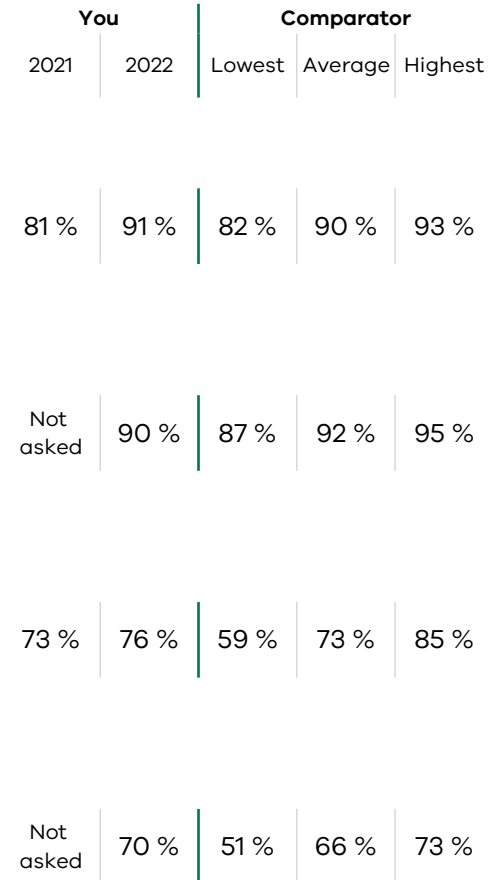 You Comparator
2021 2022 Lowest Average Highest
81 % 91 % 82 % 90 % 93 %
Not
asked 90 % 87 % 92 % 95 %
73 % 76 % 59 % 73 % 85 %
Not
asked 70 % 51 % 66 % 73 %